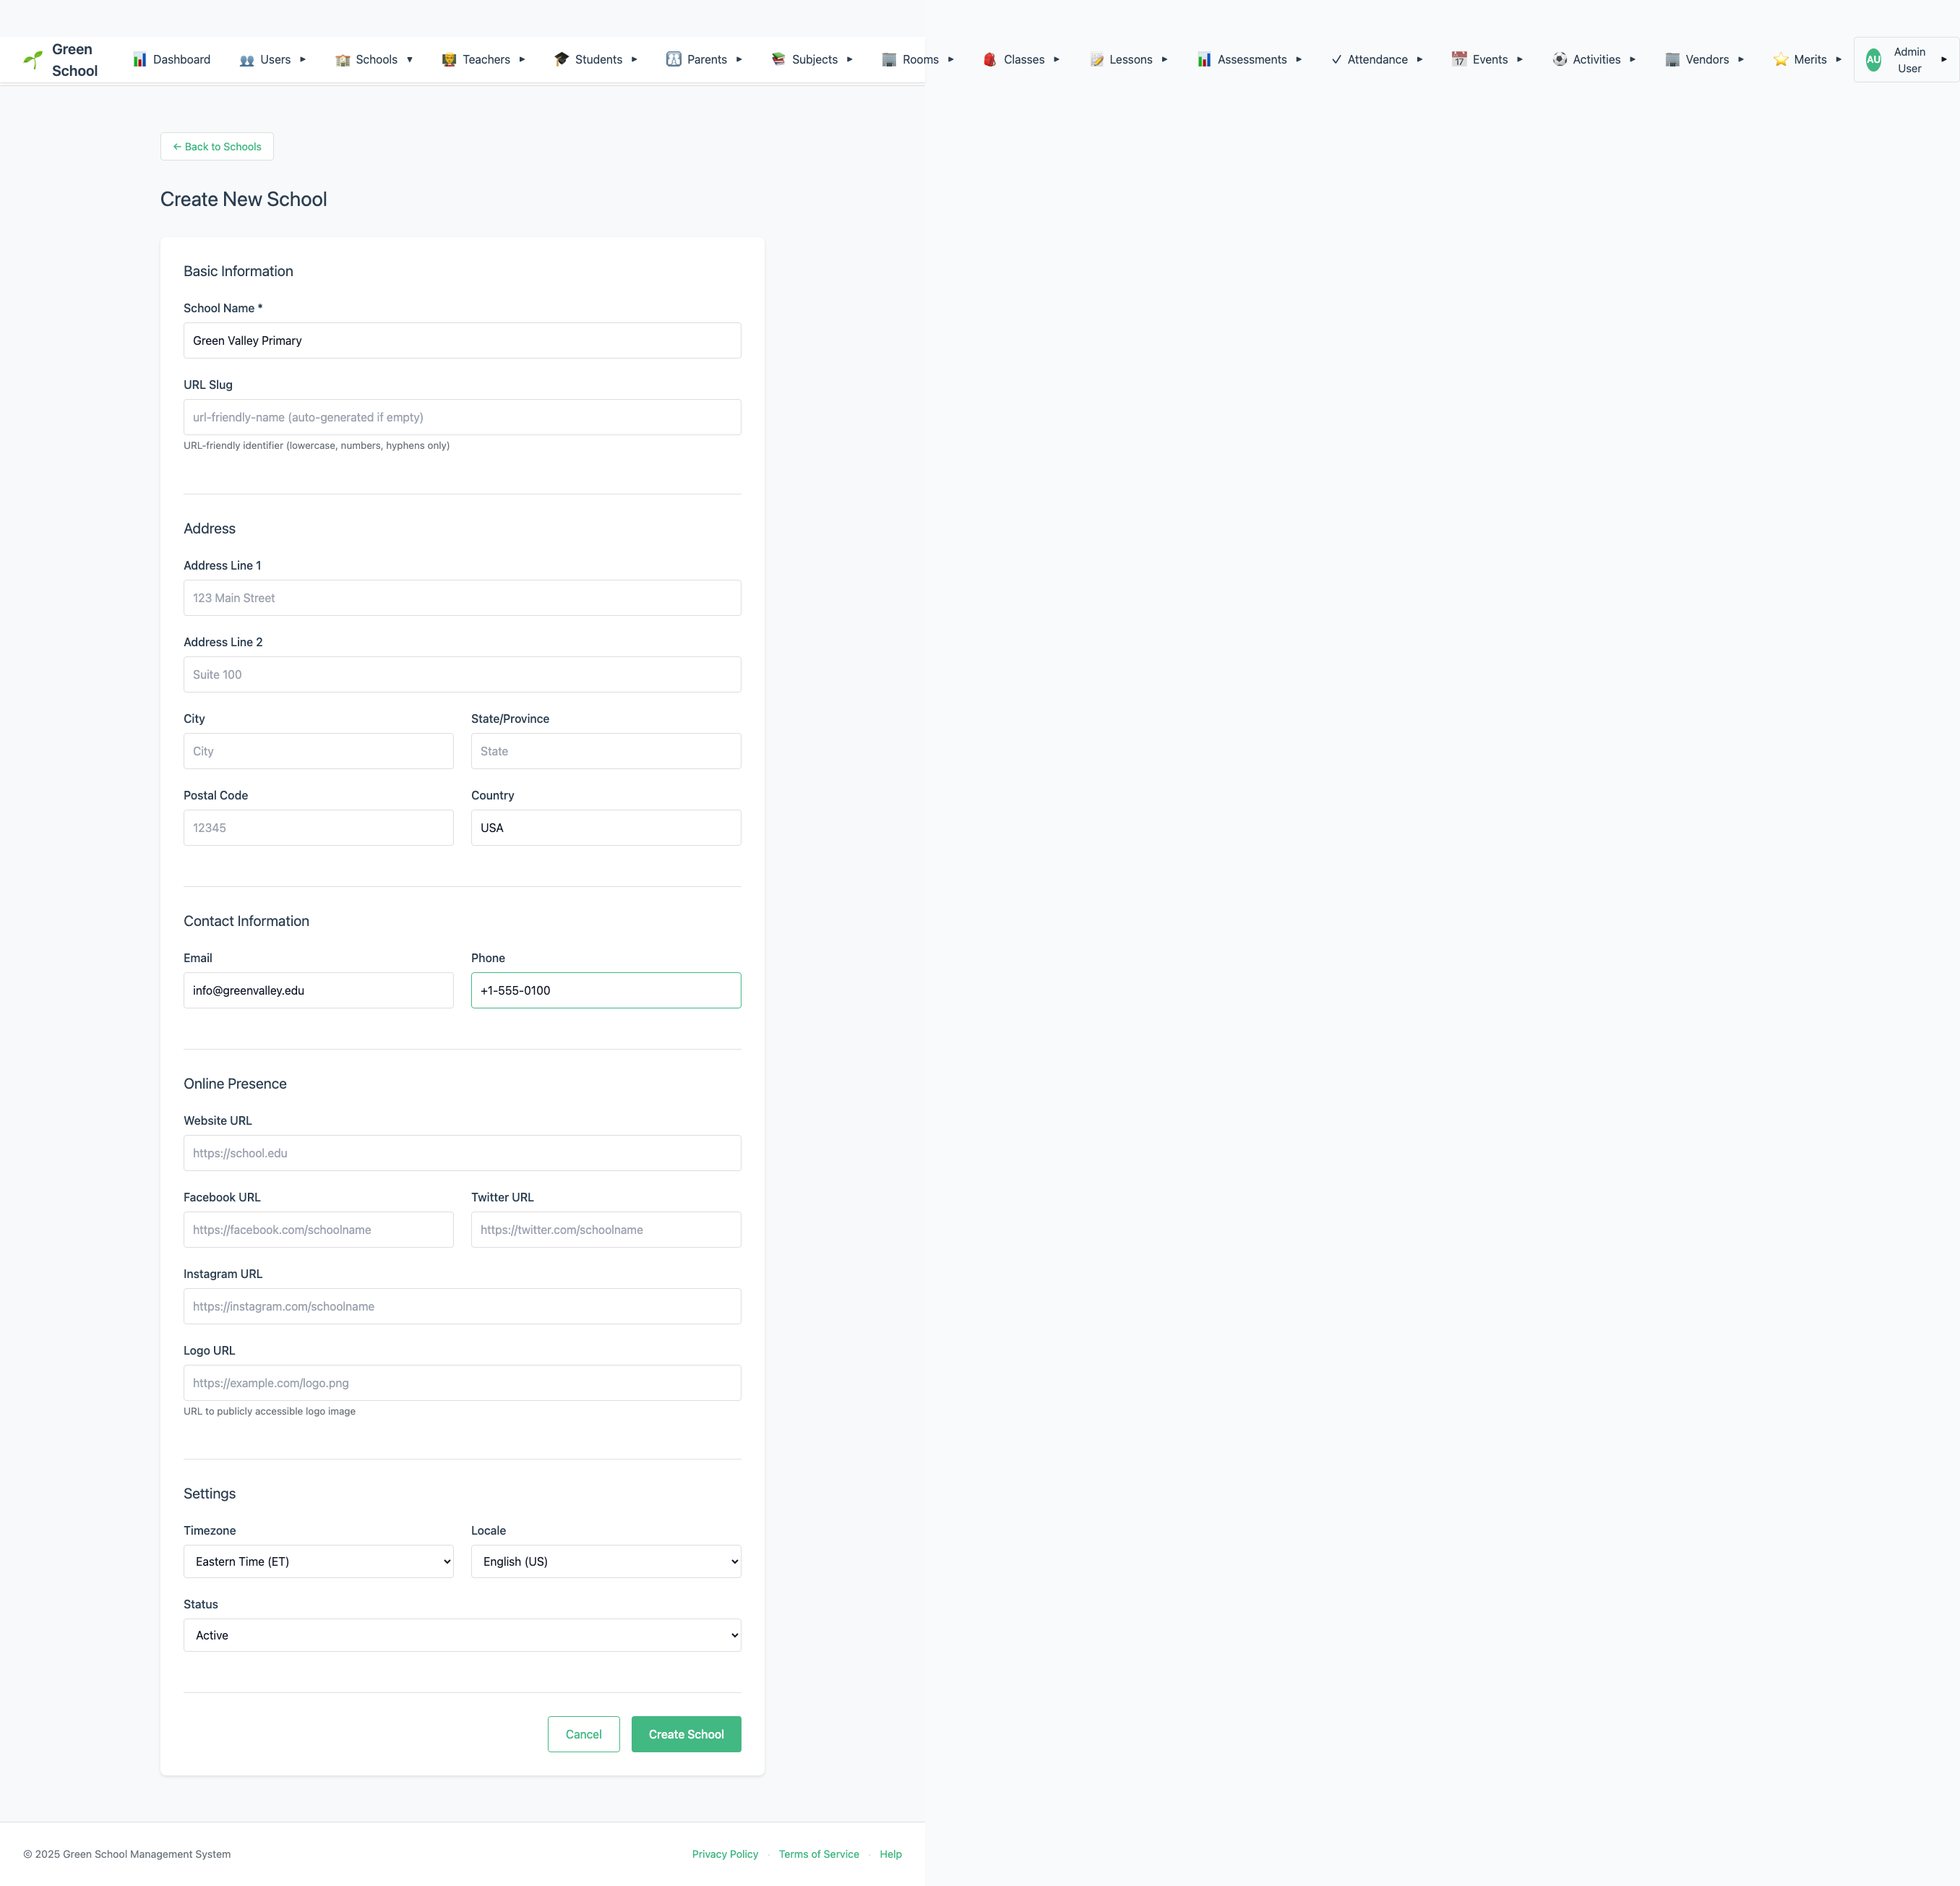 Green School
Dashboard
Users
Schools
Teachers
Students
Parents
Subjects
Rooms
Classes
Lessons
Assessments
Attendance
Events
Activities
Vendors
Merits
AU
Admin User
← Back to Schools
Create New School
Basic Information
School Name *
Green Valley Primary
URL Slug
url-friendly-name (auto-generated if empty)
URL-friendly identifier (lowercase, numbers, hyphens only)
Address
Address Line 1
123 Main Street
Address Line 2
Suite 100
City
State/Province
City
State
Postal Code
Country
12345
USA
Contact Information
Email
Phone
info@greenvalley.edu
+1-555-0100
Online Presence
Website URL
https://school.edu
Facebook URL
Twitter URL
https://facebook.com/schoolname
https://twitter.com/schoolname
Instagram URL
https://instagram.com/schoolname
Logo URL
https://example.com/logo.png
URL to publicly accessible logo image
Settings
Timezone
Locale
Eastern Time (ET)
English (US)
Status
Active
Cancel
Create School
© 2025 Green School Management System
Privacy Policy · Terms of Service · Help